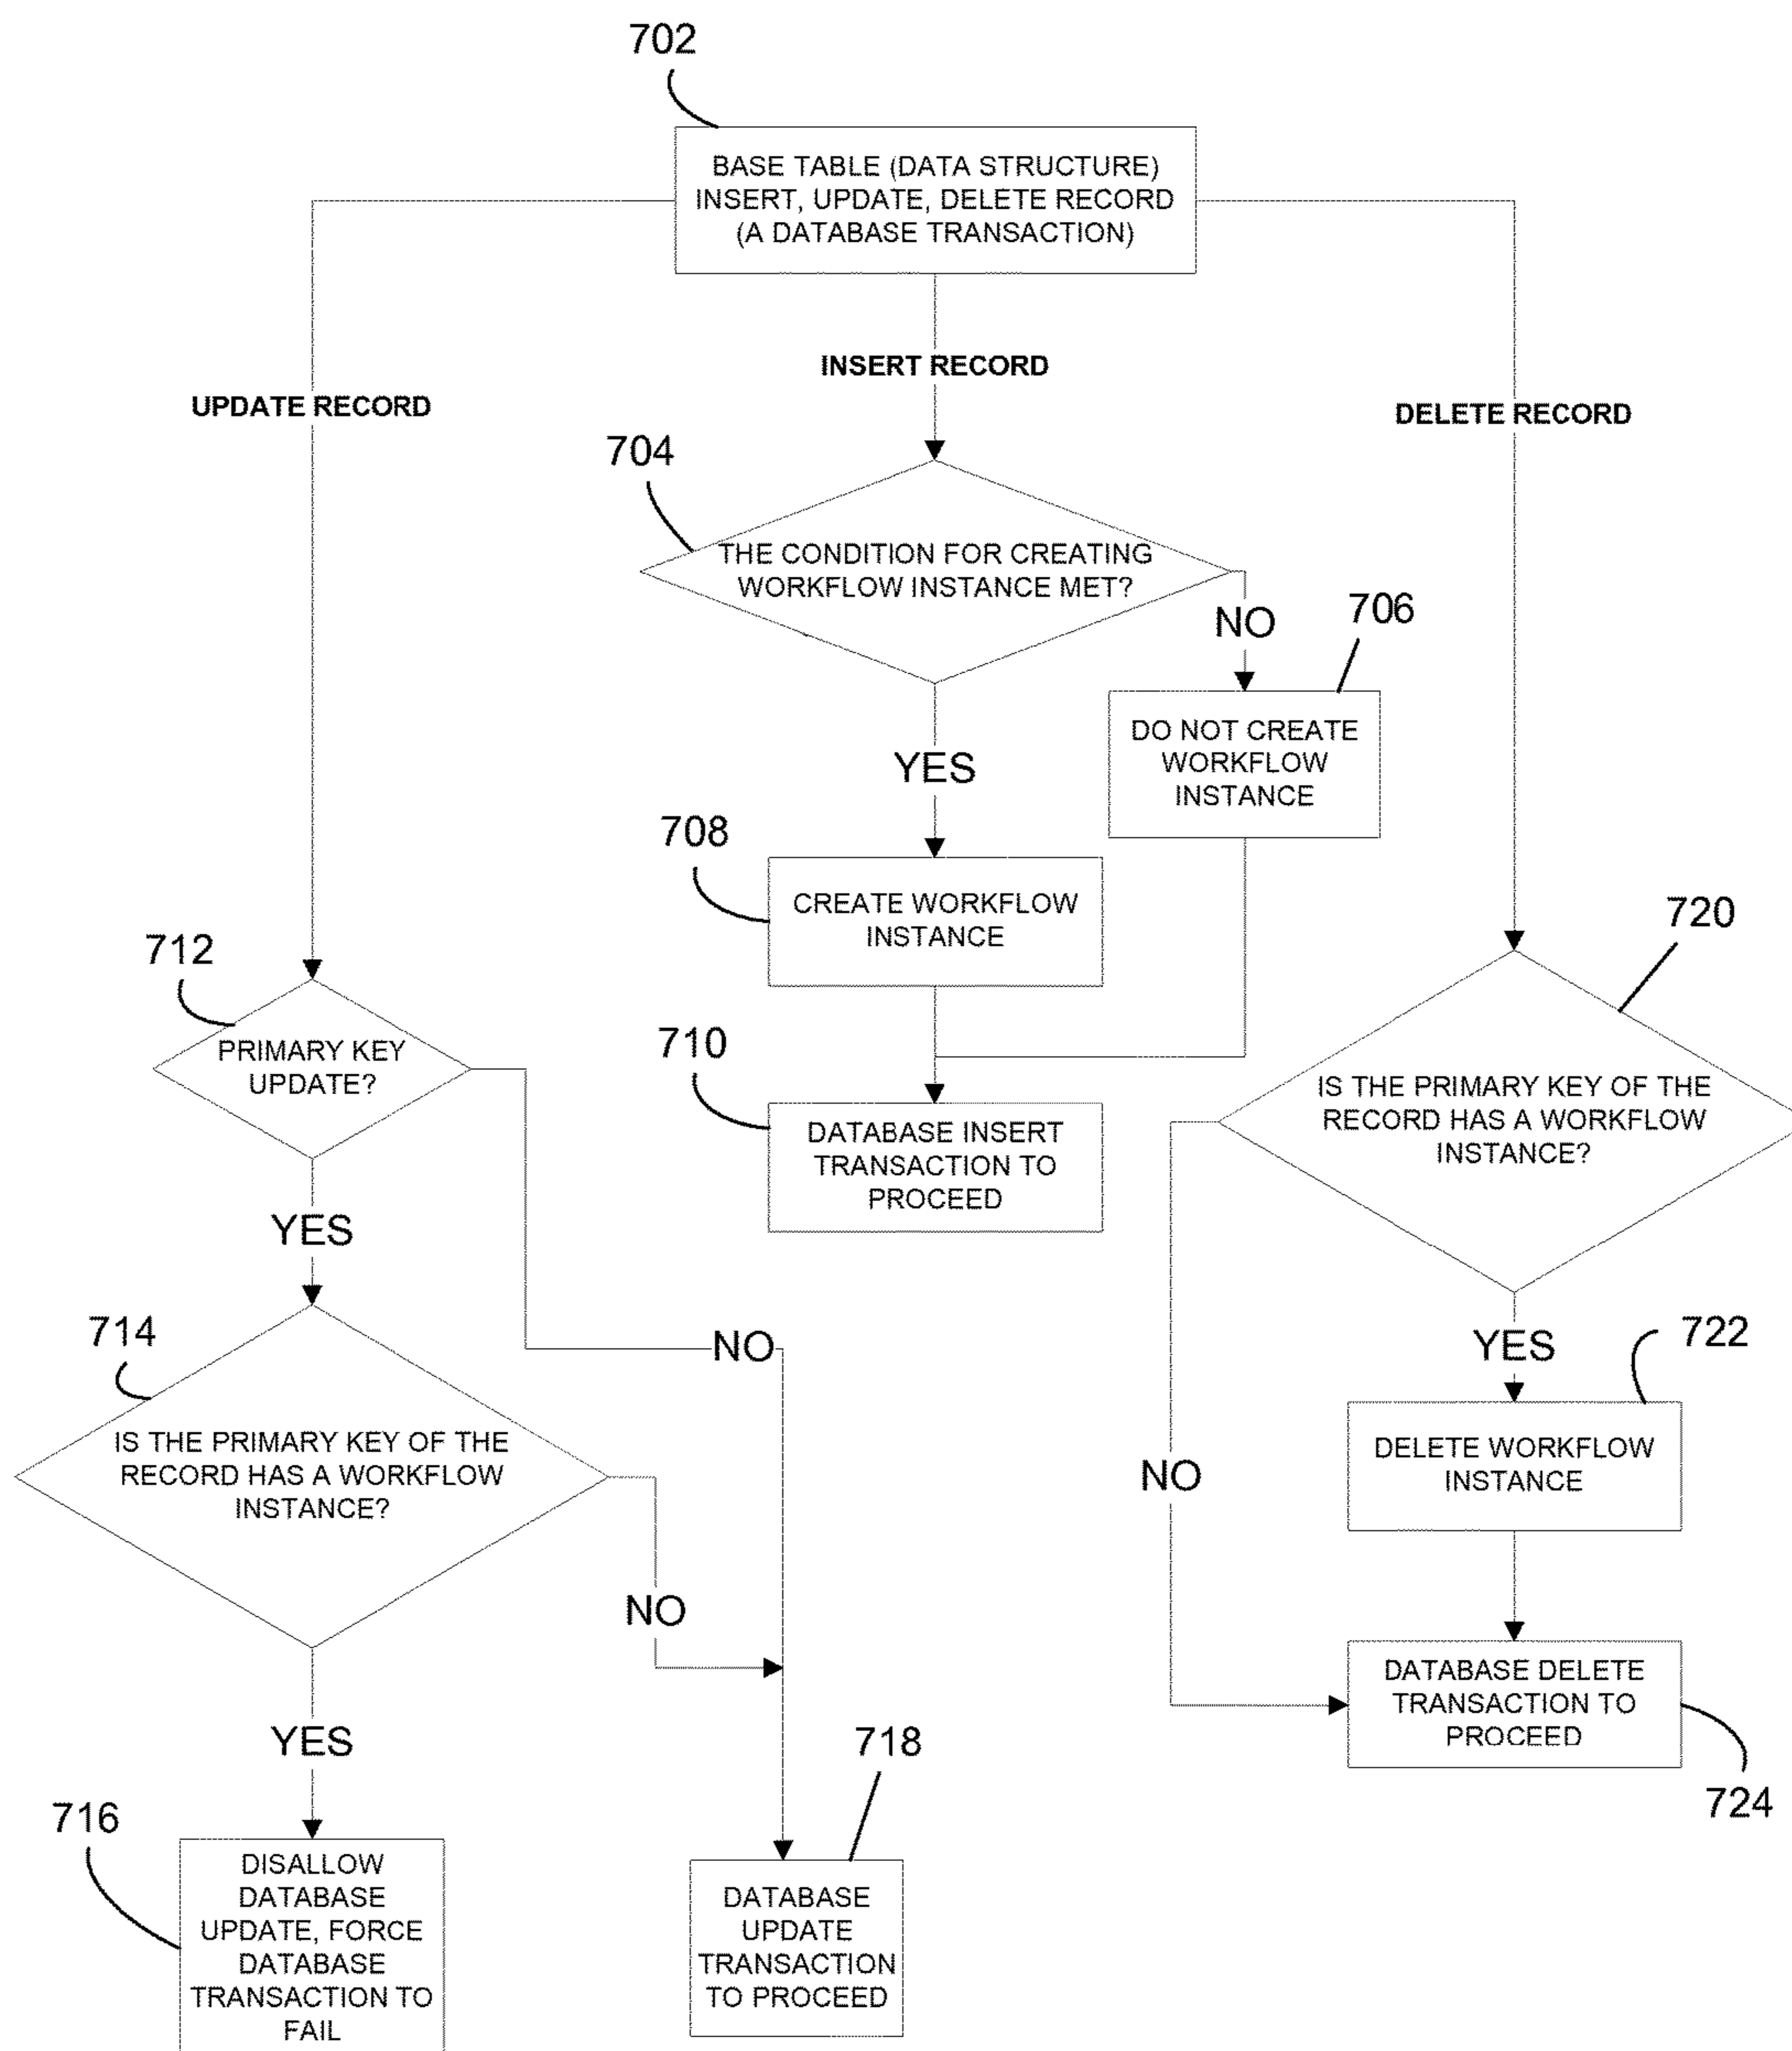 702
BASE TABLE (DATA STRUCTURE)
INSERT, UPDATE, DELETE RECORD
(A DATABASE TRANSACTION)
INSERT RECORD
UPDATE RECORD
DELETE RECORD
704
THE CONDITION FOR CREATING
WORKFLOW INSTANCE MET?
NO
706
DO NOT CREATE
WORKFLOW
INSTANCE
YES
708
CREATE WORKFLOW
INSTANCE
710
DATABASE INSERT
TRANSACTION TO
PROCEED
712
PRIMARY KEY
UPDATE?
YES
NO
714
IS THE PRIMARY KEY OF THE
RECORD HAS A WORKFLOW
INSTANCE?
NO
YES
716
DISALLOW
DATABASE
UPDATE, FORCE
DATABASE
TRANSACTION TO
FAIL
718
DATABASE
UPDATE
TRANSACTION
TO PROCEED
720
IS THE PRIMARY KEY OF THE
RECORD HAS A WORKFLOW
INSTANCE?
YES
722
DELETE WORKFLOW
INSTANCE
NO
DATABASE DELETE
TRANSACTION TO
PROCEED
724